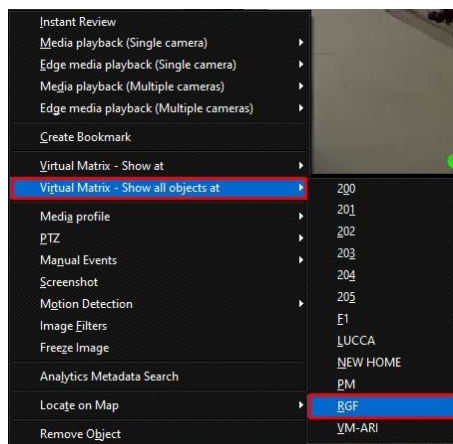 Instant Review
Media playback (Single camera)
Edge media playback (Single camera)
Media playback (Multiple cameras)
Edge media playback (Multiple cameras)
Create Bookmark
Virtual Matrix - Show at
Virtual Matrix - Show all objects at
Media profile
PTZ
Manual Events
Screenshot
Motion Detection
Image Filters
Freeze Image
Analytics Metadata Search
Locate on Map
Remove Object
200
201
202
203
204
205
F1
LUCCA
NEW HOME
PM
RGF
VM-ARI